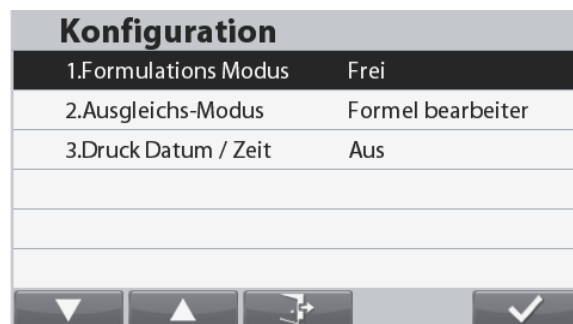 Konfiguration
1.Formulations Modus Frei
2.Ausgleichs-Modus Formel bearbeiter
3.Druck Datum / Zeit Aus